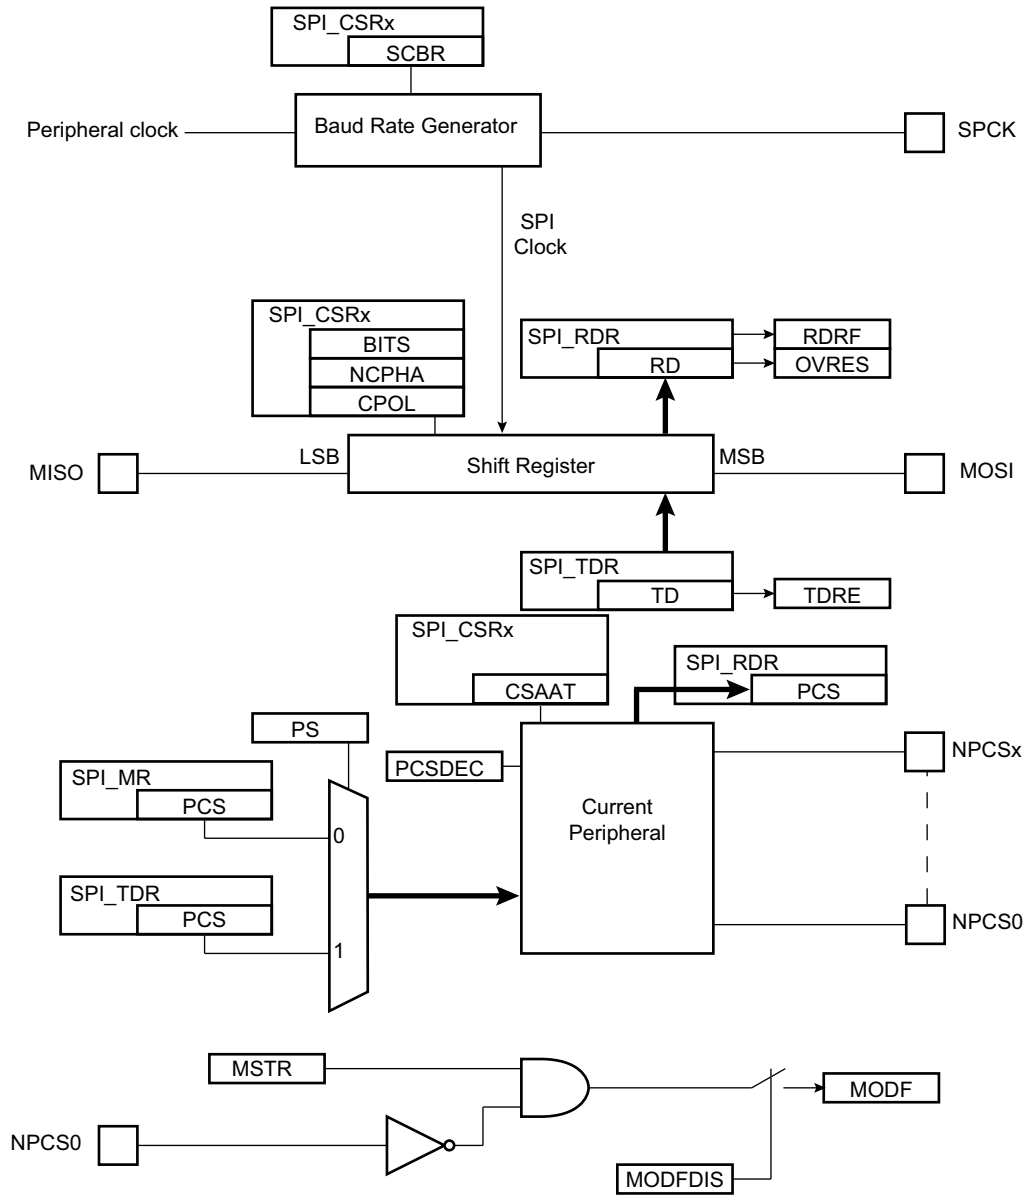 SPI_CSRx
SCBR
Peripheral clock
Baud Rate Generator
SPCK
SPI
Clock
SPI_CSRx
BITS
NCPHA
CPOL
SPI_RDR
RD
RDRF
OVRES
MISO
LSB
Shift Register
MSB
MOSI
SPI_TDR
TD
TDRE
SPI_CSRx
CSAAT
SPI_RDR
PCS
PS
PCSDEC
SPI_MR
PCS
0
Current
Peripheral
NPCSx
SPI_TDR
PCS
1
NPCS0
MSTR
MODF
NPCS0
MODFDIS